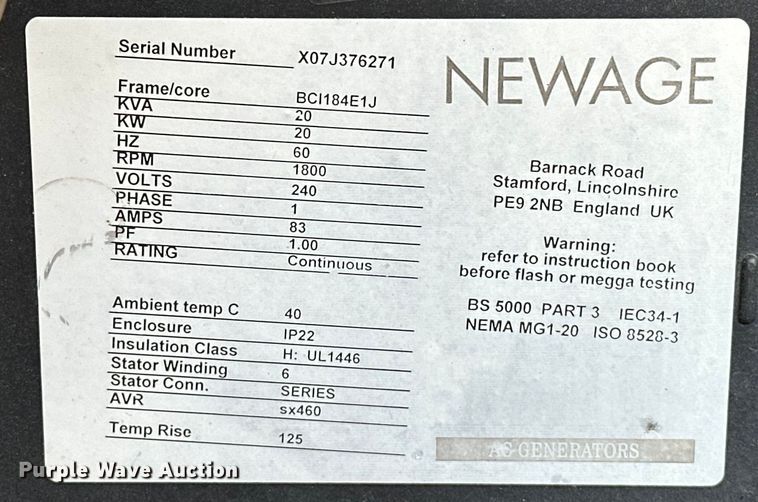 Serial Number X07J376271
NEWAGE
Frame/core BCI184E1J
KVA 20
KW 20
HZ 60
RPM 1800
VOLTS 240
PHASE 1
AMPS 83
PF 1.00
RATING Continuous
Ambient temp C 40
Enclosure IP22
Insulation Class H: UL1446
Stator Winding 6
Stator Conn. SERIES
AVR sx460
Temp Rise 125
Barnack Road
Stamford, Lincolnshire
PE9 2NB England UK
Warning:
refer to instruction book
before flash or megga testing
BS 5000 PART 3 IEC34-1
NEMA MG1-20 ISO 8528-3
AC GENERATORS
Purple Wave Auction